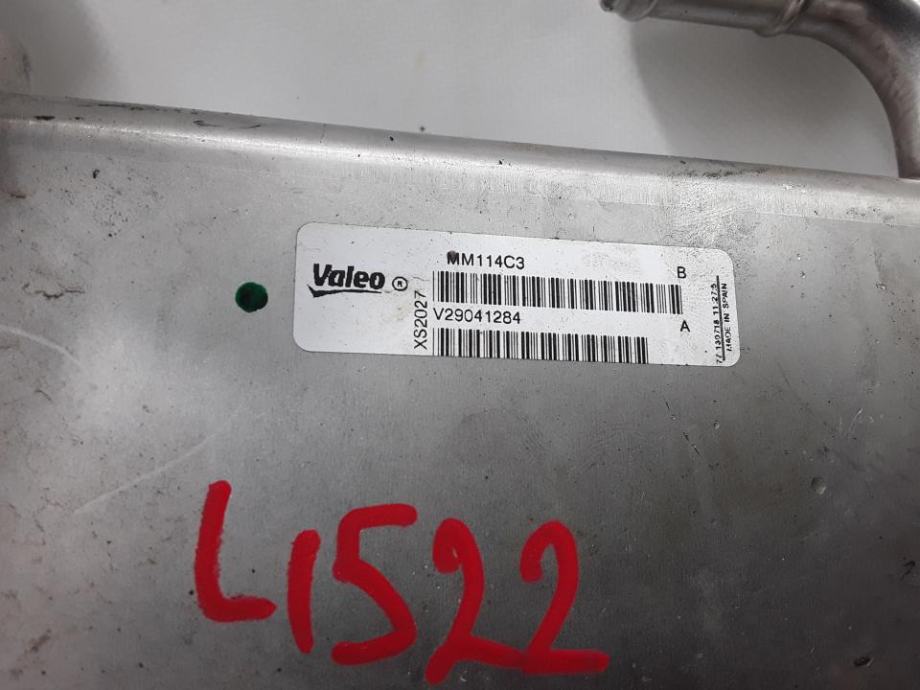 MM114C3
B
Valeo ®
XS2027
V29041284
A
MADE IN SPAIN
L1522